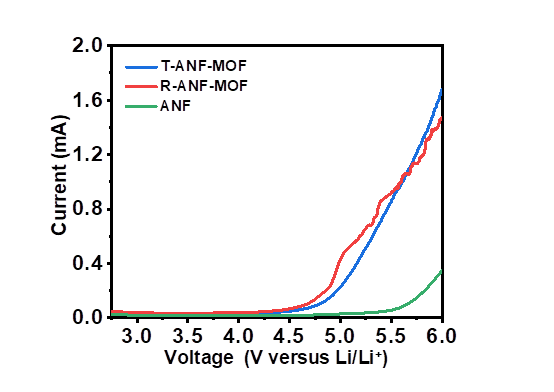 2.0
1.6
1.2
0.8
0.4
0.0
Current (mA)
T-ANF-MOF
R-ANF-MOF
ANF
3.0 3.5 4.0 4.5 5.0 5.5 6.0
Voltage (V versus Li/Li⁺)